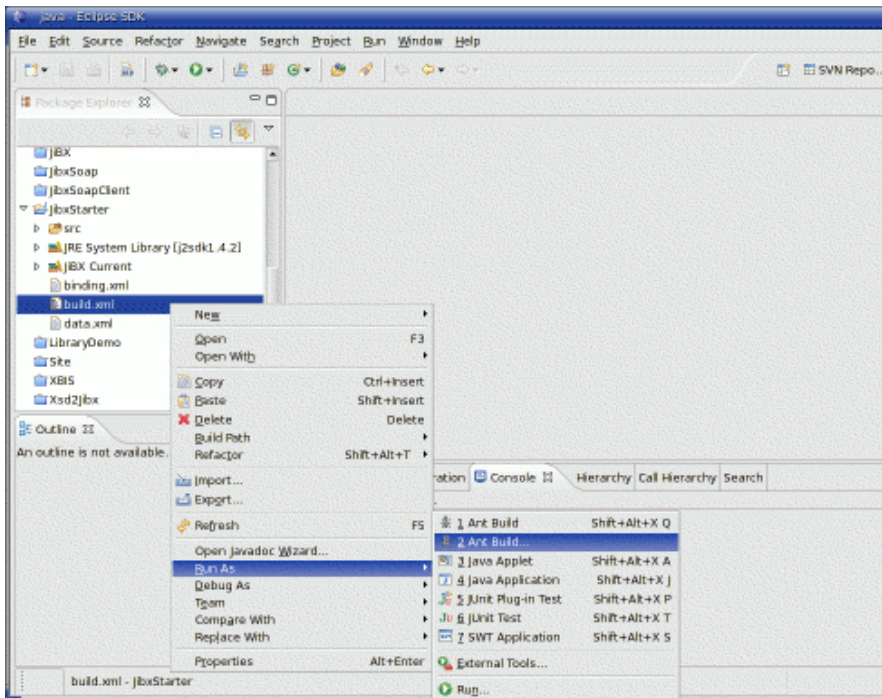 Java - Eclipse SDK
File Edit Source Refactor Navigate Search Project Run Window Help
SVN Repo...
Package Explorer
JiBX
JibxSoap
JibxSoapClient
JibxStarter
src
JRE System Library [j2sdk1.4.2]
JiBX Current
binding.xml
build.xml
data.xml
LibraryDemo
Site
XBIS
Xsd2Jibx
Outline
An outline is not available.
New
Open F3
Open With
Copy Ctrl+Insert
Paste Shift+Insert
Delete Delete
Build Path
Refactor Shift+Alt+T
Import...
Export...
Refresh F5
Open Javadoc Wizard...
Run As
Debug As
Team
Compare With
Replace With
Properties Alt+Enter
ration Console Hierarchy Call Hierarchy Search
1 Ant Build Shift+Alt+X Q
2 Ant Build...
3 Java Applet Shift+Alt+X A
4 Java Application Shift+Alt+X J
5 JUnit Plug-in Test Shift+Alt+X P
6 JUnit Test Shift+Alt+X T
7 SWT Application Shift+Alt+X S
External Tools...
Run...
build.xml - JibxStarter